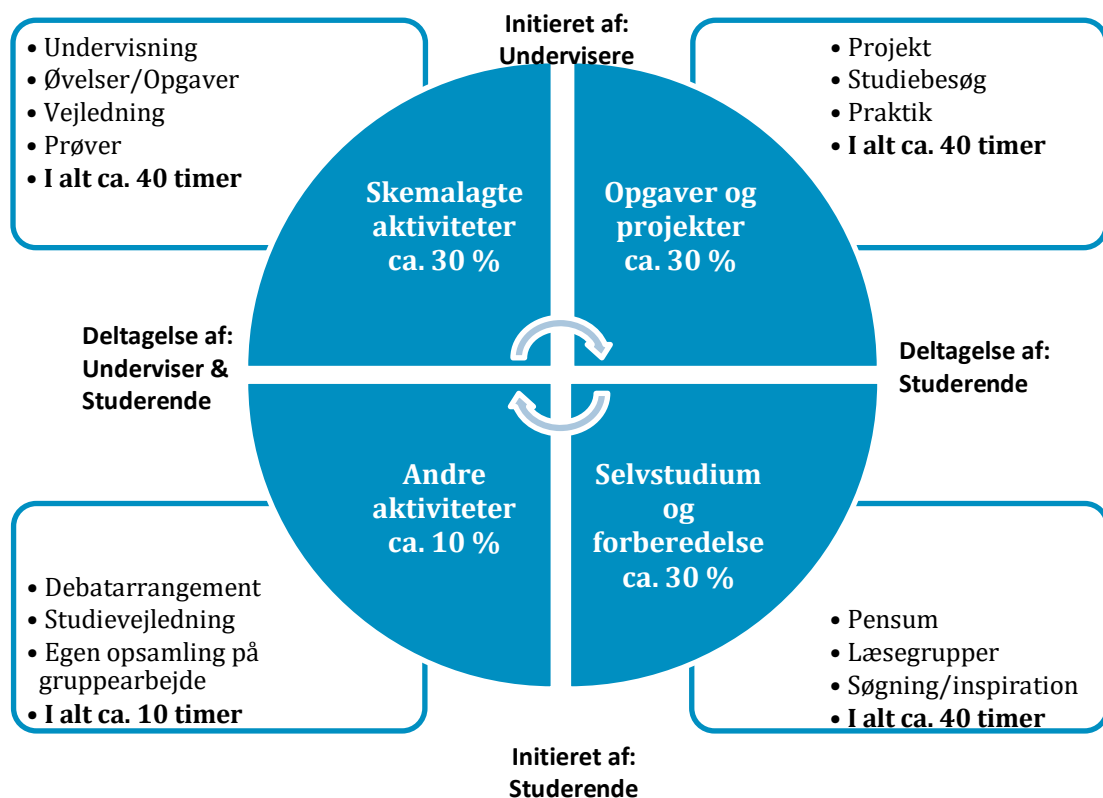 Initieret af:
Undervisere
• Undervisning
• Øvelser/Opgaver
• Vejledning
• Prøver
• I alt ca. 40 timer
• Projekt
• Studiebesøg
• Praktik
• I alt ca. 40 timer
Skemalagte
aktiviteter
ca. 30 %
Opgaver og
projekter
ca. 30 %
Deltagelse af:
Underviser &
Studerende
Deltagelse af:
Studerende
Andre
aktiviteter
ca. 10 %
Selvstudium
og
forberedelse
ca. 30 %
• Debatarrangement
• Studievejledning
• Egen opsamling på
gruppearbejde
• I alt ca. 10 timer
• Pensum
• Læsegrupper
• Søgning/inspiration
• I alt ca. 40 timer
Initieret af:
Studerende